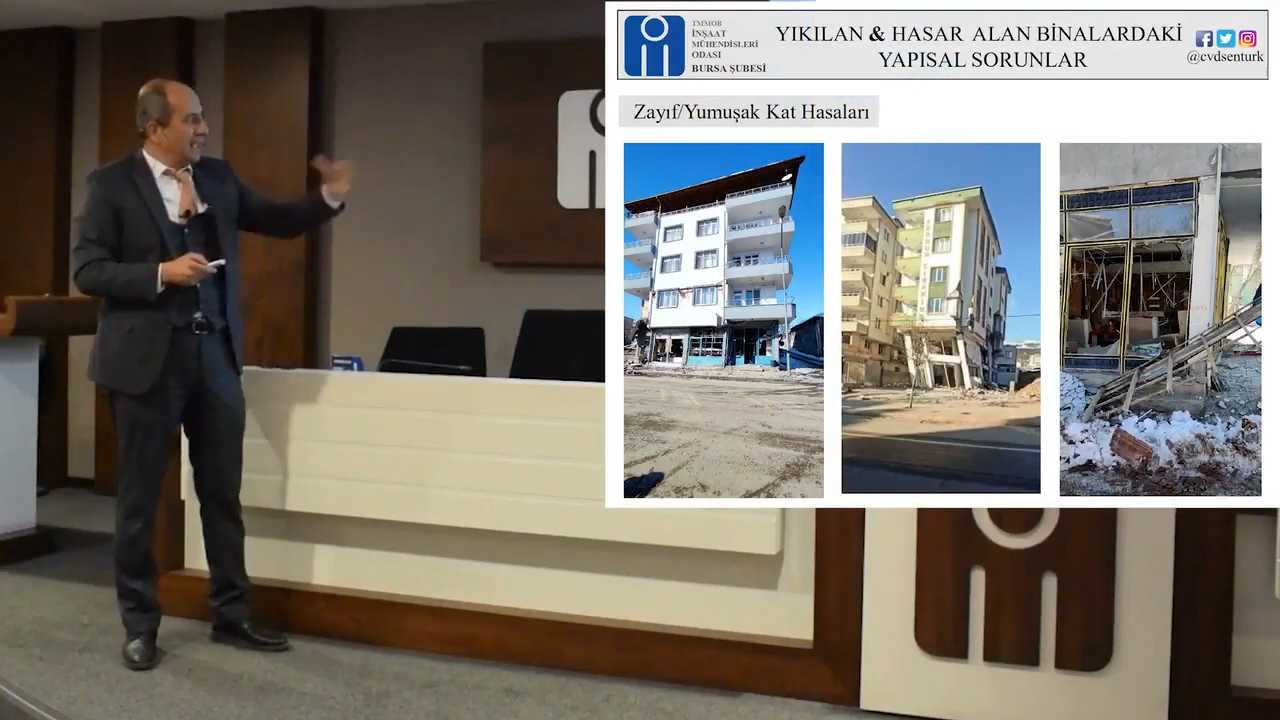 TMMOB
İNŞAAT
MÜHENDİSLERİ
ODASI
BURSA ŞUBESİ
YIKILAN & HASAR ALAN BİNALARDAKİ
YAPISAL SORUNLAR
@cvdsenturk
Zayıf/Yumuşak Kat Hasaları